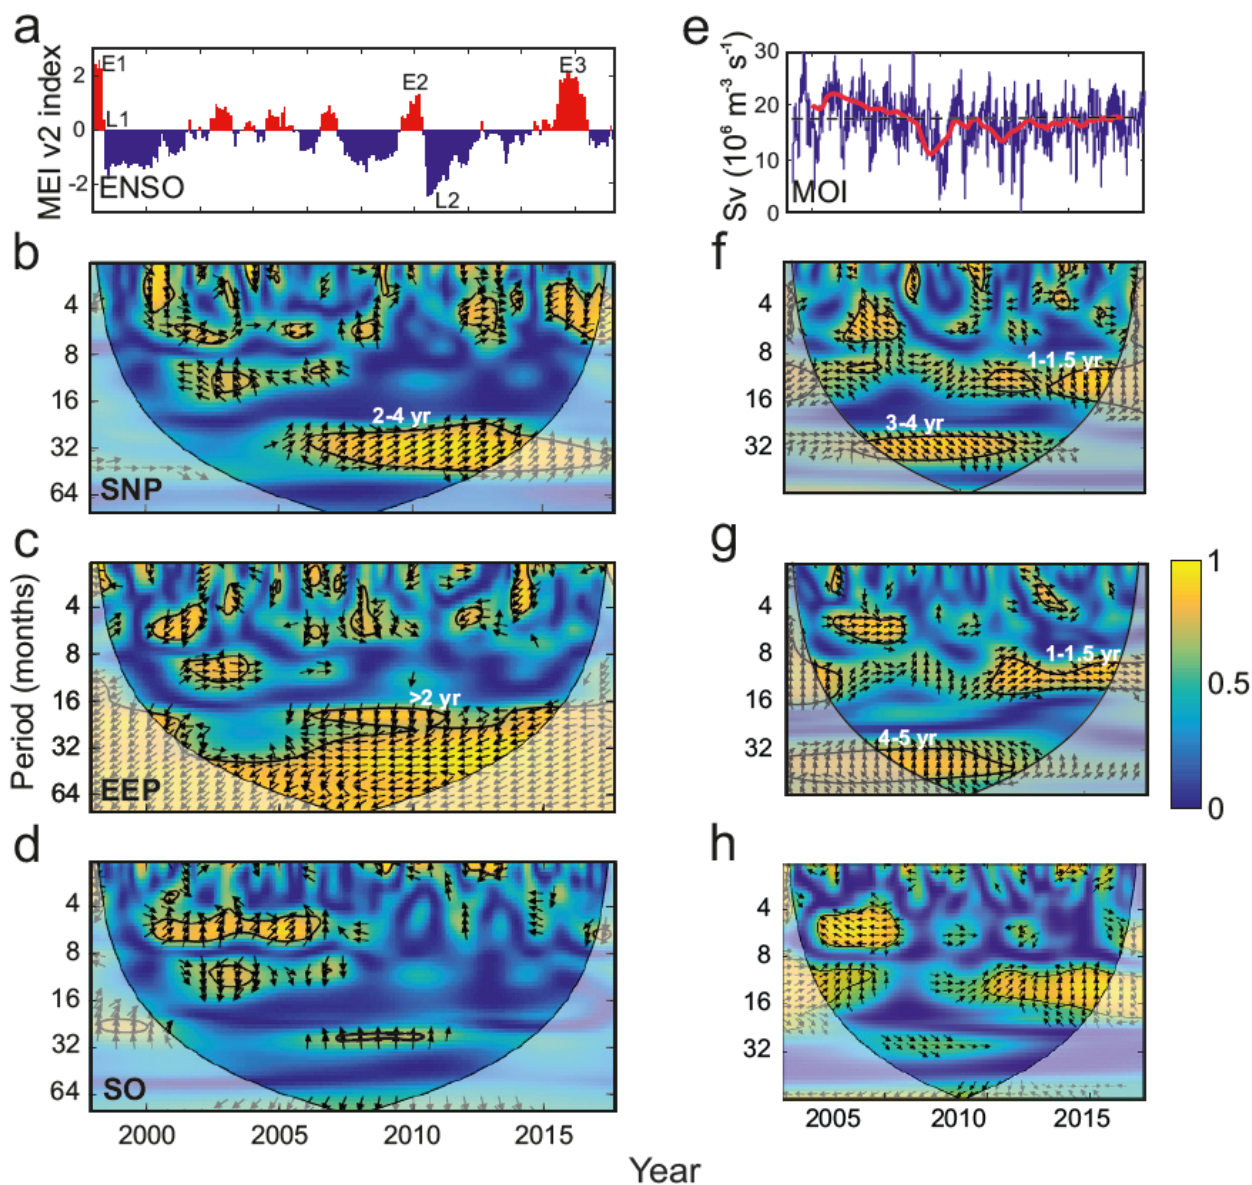 a
E1
E2
E3
2
L1
0
-2
L2
MEI v2 index
ENSO
e
30
20
10
0
Sv (10⁶ m⁻³ s⁻¹)
MOI
b
4
8
16
32
64
2-4 yr
SNP
f
4
8
16
32
1-1.5 yr
3-4 yr
c
4
8
16
32
64
>2 yr
Period (months)
EEP
g
4
8
16
32
1-1.5 yr
4-5 yr
1
0.5
0
d
4
8
16
32
64
SO
2000 2005 2010 2015
h
4
8
16
32
2005 2010 2015
Year